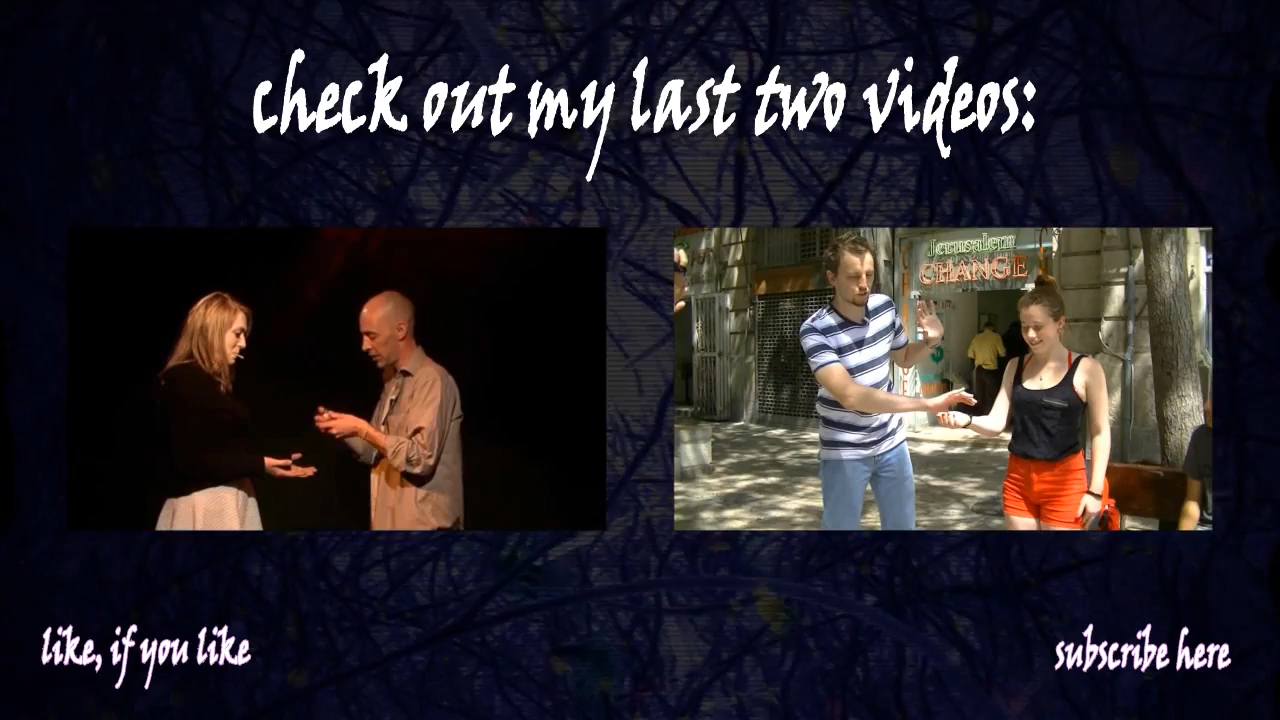 check out my last two videos:
Jerusalem
CHANGE
like, if you like
subscribe here